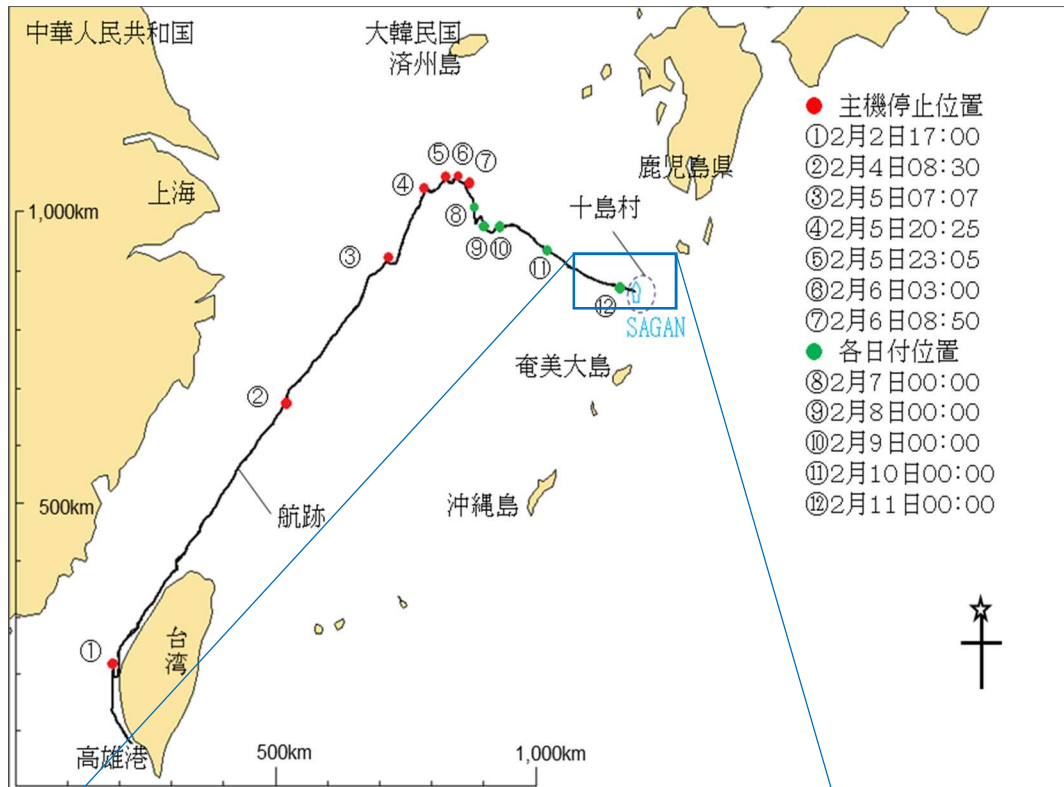 中華人民共和国
大韓民国
済州島
● 主機停止位置
①2月2日17:00
②2月4日08:30
③2月5日07:07
④2月5日20:25
⑤2月5日23:05
⑥2月6日03:00
⑦2月6日08:50
● 各日付位置
⑧2月7日00:00
⑨2月8日00:00
⑩2月9日00:00
⑪2月10日00:00
⑫2月11日00:00
鹿児島県
⑤ ⑥ ⑦
④
上海
十島村
1,000km
⑧
⑨ ⑩
⑪
③
⑫
SAGAN
奄美大島
②
500km
沖縄島
航跡
台湾
①
高雄港
500km
1,000km